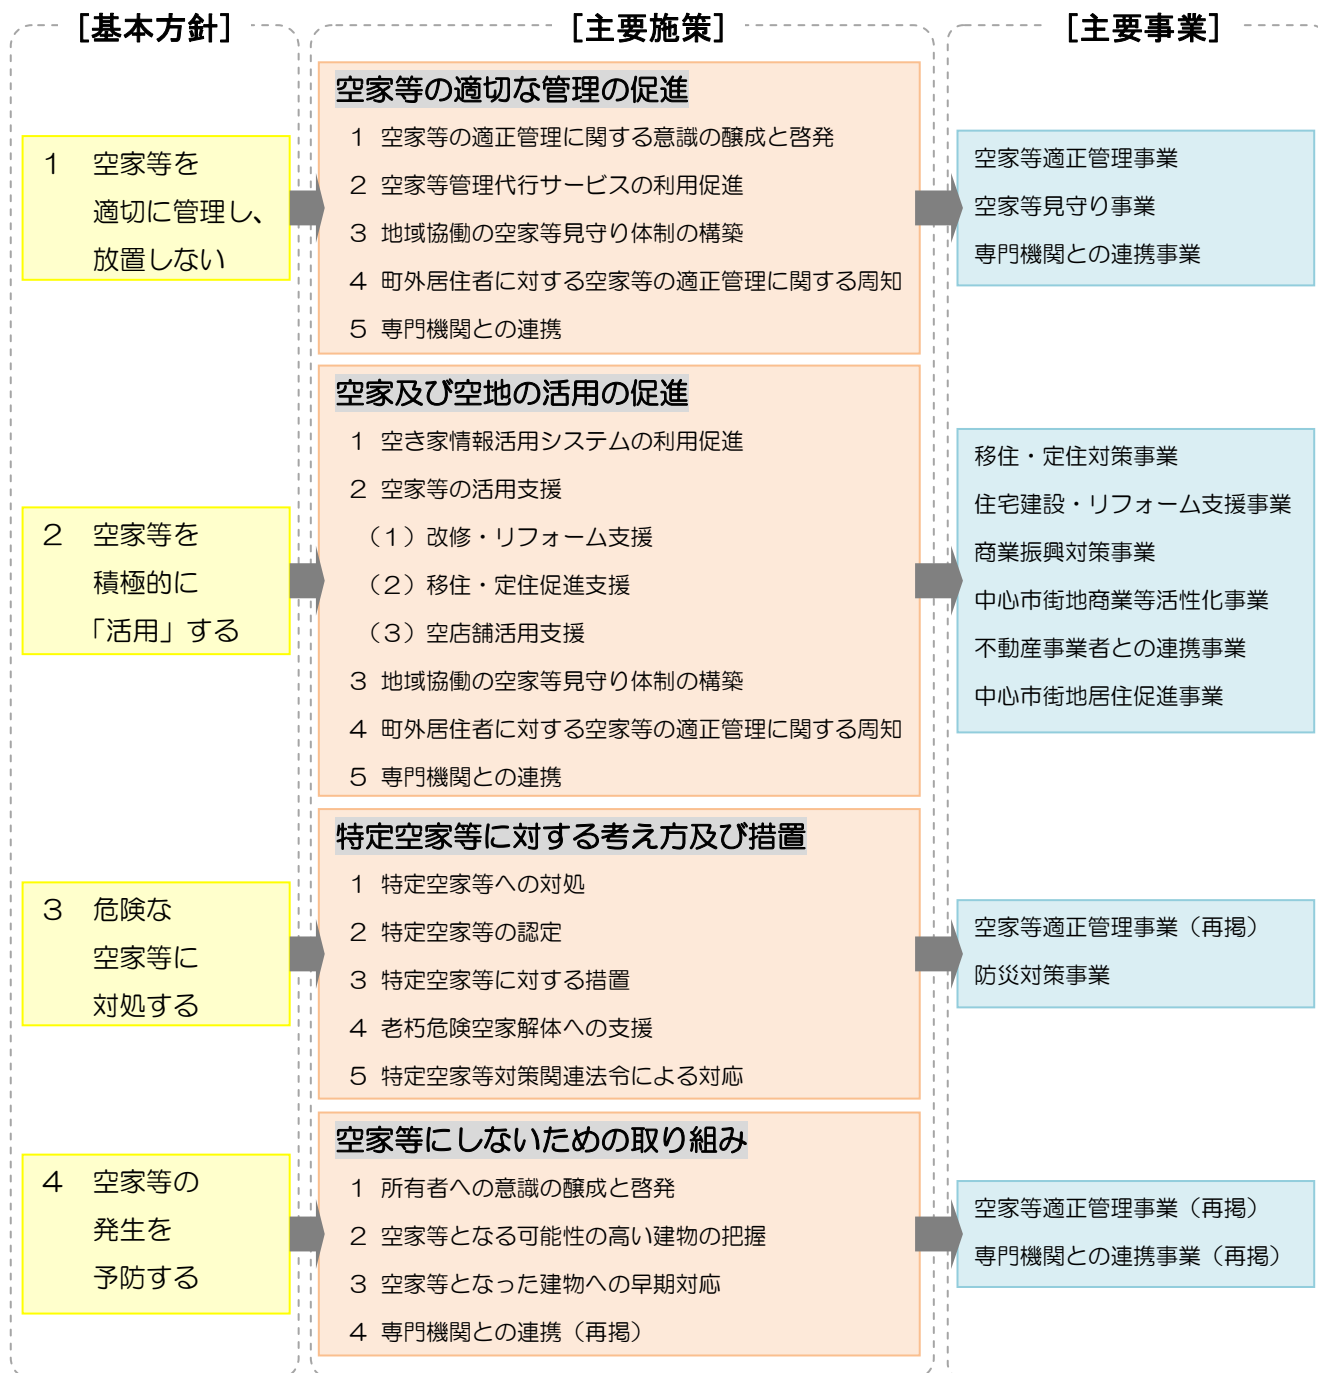 ［基本方針］
［主要施策］
［主要事業］
１　空家等を
適切に管理し、
放置しない
空家等の適切な管理の促進
１ 空家等の適正管理に関する意識の醸成と啓発
２ 空家等管理代行サービスの利用促進
３ 地域協働の空家等見守り体制の構築
４ 町外居住者に対する空家等の適正管理に関する周知
５ 専門機関との連携
空家等適正管理事業
空家等見守り事業
専門機関との連携事業
２　空家等を
積極的に
「活用」する
空家及び空地の活用の促進
１ 空き家情報活用システムの利用促進
２ 空家等の活用支援
（１）改修・リフォーム支援
（２）移住・定住促進支援
（３）空店舗活用支援
３ 地域協働の空家等見守り体制の構築
４ 町外居住者に対する空家等の適正管理に関する周知
５ 専門機関との連携
移住・定住対策事業
住宅建設・リフォーム支援事業
商業振興対策事業
中心市街地商業等活性化事業
不動産事業者との連携事業
中心市街地居住促進事業
３　危険な
空家等に
対処する
特定空家等に対する考え方及び措置
１ 特定空家等への対処
２ 特定空家等の認定
３ 特定空家等に対する措置
４ 老朽危険空家解体への支援
５ 特定空家等対策関連法令による対応
空家等適正管理事業（再掲）
防災対策事業
４　空家等の
発生を
予防する
空家等にしないための取り組み
１ 所有者への意識の醸成と啓発
２ 空家等となる可能性の高い建物の把握
３ 空家等となった建物への早期対応
４ 専門機関との連携（再掲）
空家等適正管理事業（再掲）
専門機関との連携事業（再掲）